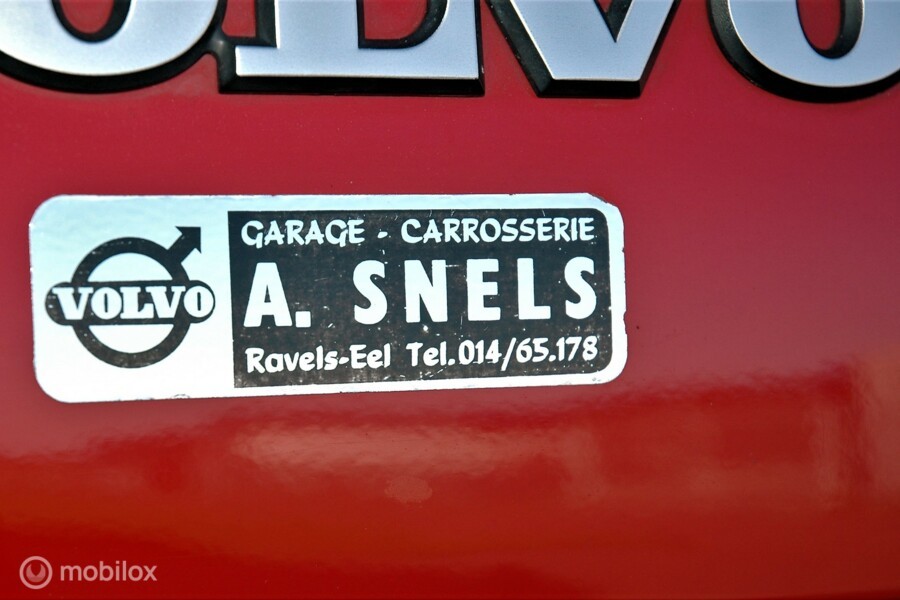 VOLVO
VOLVO
GARAGE - CARROSSERIE
A. SNELS
Ravels-Eel Tel. 014/65.178
mobilox